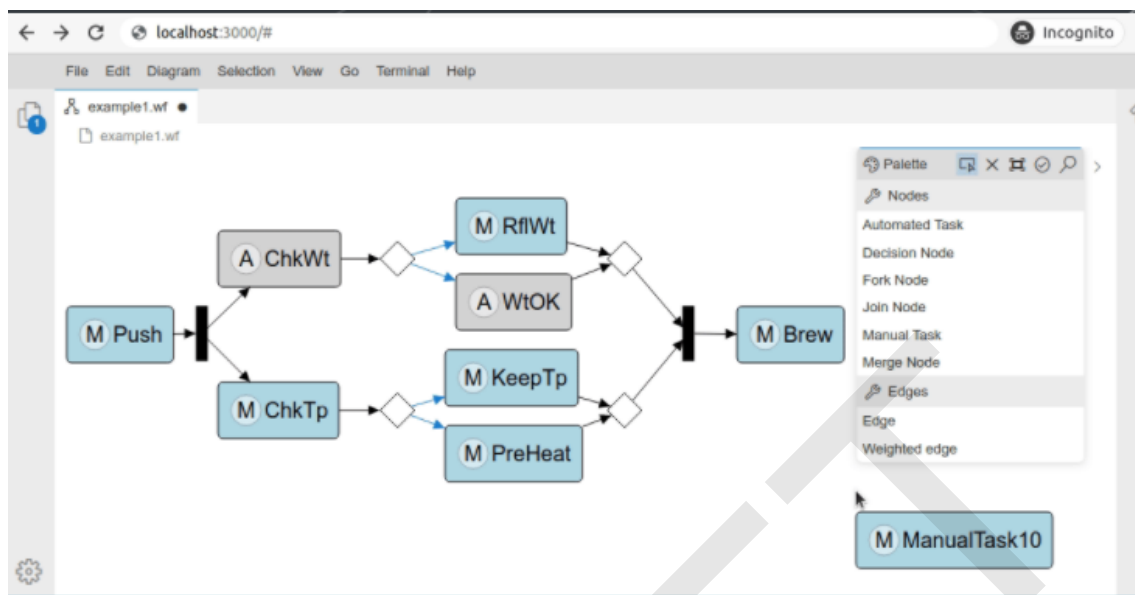 localhost:3000/#
Incognito
File Edit Diagram Selection View Go Terminal Help
example1.wf
1
example1.wf
Palette
Nodes
Automated Task
Decision Node
Fork Node
Join Node
Manual Task
Merge Node
Edges
Edge
Weighted edge
M RflWt
A ChkWt
A WtOK
M Push
M Brew
M KeepTp
M ChkTp
M PreHeat
M ManualTask10